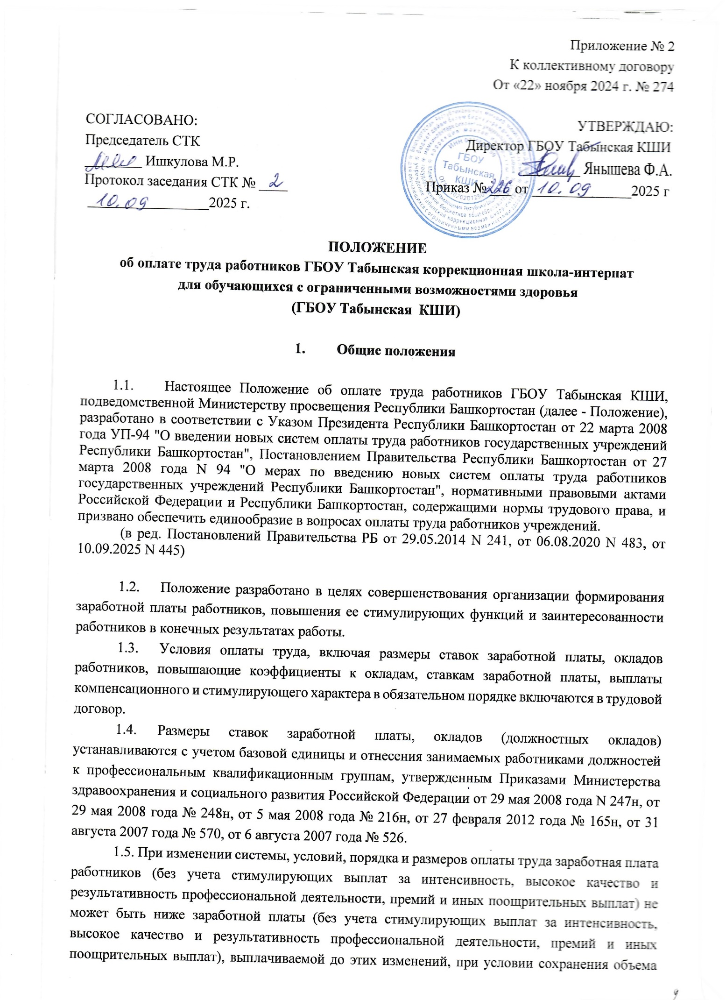 Приложение № 2
К коллективному договору
От «22» ноября 2024 г. № 274
СОГЛАСОВАНО:
Председатель СТК
________ Ишкулова М.Р.
Протокол заседания СТК № 2
10.09 2025 г.
УТВЕРЖДАЮ:
Директор ГБОУ Табынская КШИ
________ Янышева Ф.А.
Приказ № 226 от 10.09 2025 г
ГБОУ
Табынская
КШИ
ПОЛОЖЕНИЕ
об оплате труда работников ГБОУ Табынская коррекционная школа-интернат
для обучающихся с ограниченными возможностями здоровья
(ГБОУ Табынская КШИ)
1. Общие положения
1.1. Настоящее Положение об оплате труда работников ГБОУ Табынская КШИ,
подведомственной Министерству просвещения Республики Башкортостан (далее - Положение),
разработано в соответствии с Указом Президента Республики Башкортостан от 22 марта 2008
года УП-94 "О введении новых систем оплаты труда работников государственных учреждений
Республики Башкортостан", Постановлением Правительства Республики Башкортостан от 27
марта 2008 года N 94 "О мерах по введению новых систем оплаты труда работников
государственных учреждений Республики Башкортостан", нормативными правовыми актами
Российской Федерации и Республики Башкортостан, содержащими нормы трудового права, и
призвано обеспечить единообразие в вопросах оплаты труда работников учреждений.
(в ред. Постановлений Правительства РБ от 29.05.2014 N 241, от 06.08.2020 N 483, от
10.09.2025 N 445)
1.2. Положение разработано в целях совершенствования организации формирования
заработной платы работников, повышения ее стимулирующих функций и заинтересованности
работников в конечных результатах работы.
1.3. Условия оплаты труда, включая размеры ставок заработной платы, окладов
работников, повышающие коэффициенты к окладам, ставкам заработной платы, выплаты
компенсационного и стимулирующего характера в обязательном порядке включаются в трудовой
договор.
1.4. Размеры ставок заработной платы, окладов (должностных окладов)
устанавливаются с учетом базовой единицы и отнесения занимаемых работниками должностей
к профессиональным квалификационным группам, утвержденным Приказами Министерства
здравоохранения и социального развития Российской Федерации от 29 мая 2008 года N 247н, от
29 мая 2008 года № 248н, от 5 мая 2008 года № 216н, от 27 февраля 2012 года № 165н, от 31
августа 2007 года № 570, от 6 августа 2007 года № 526.
1.5. При изменении системы, условий, порядка и размеров оплаты труда заработная плата
работников (без учета стимулирующих выплат за интенсивность, высокое качество и
результативность профессиональной деятельности, премий и иных поощрительных выплат) не
может быть ниже заработной платы (без учета стимулирующих выплат за интенсивность,
высокое качество и результативность профессиональной деятельности, премий и иных
поощрительных выплат), выплачиваемой до этих изменений, при условии сохранения объема
9